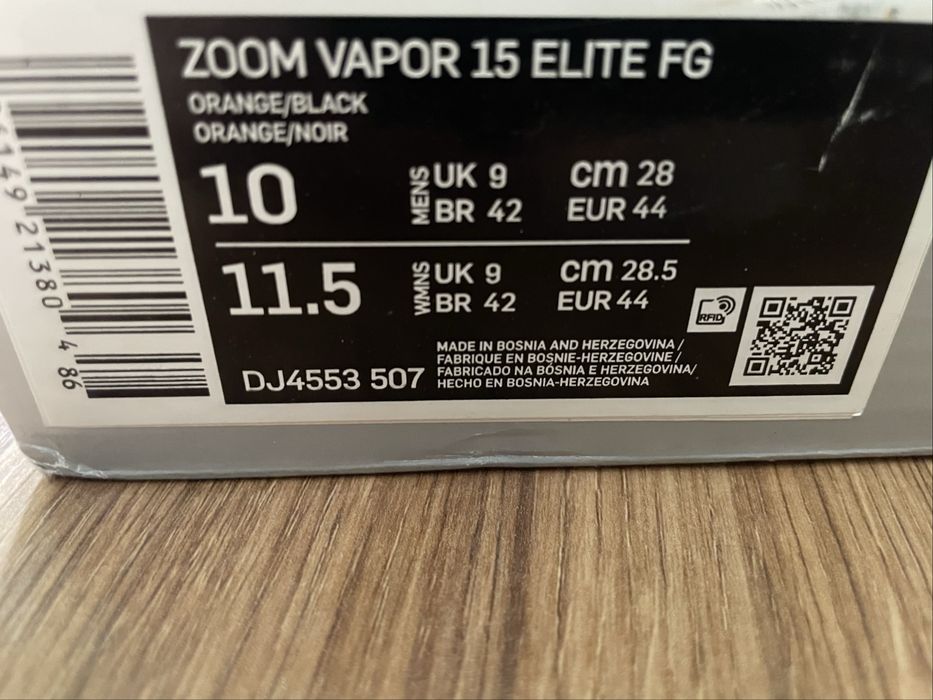 ZOOM VAPOR 15 ELITE FG
ORANGE/BLACK
ORANGE/NOIR
10 MENS UK 9 cm 28
BR 42 EUR 44
11.5 WMNS UK 9 cm 28.5
BR 42 EUR 44
RFID
DJ4553 507
MADE IN BOSNIA AND HERZEGOVINA /
FABRIQUE EN BOSNIE-HERZEGOVINE /
FABRICADO NA BÓSNIA E HERZEGOVINA/
HECHO EN BOSNIA-HERZEGOVINA
21380 4 86